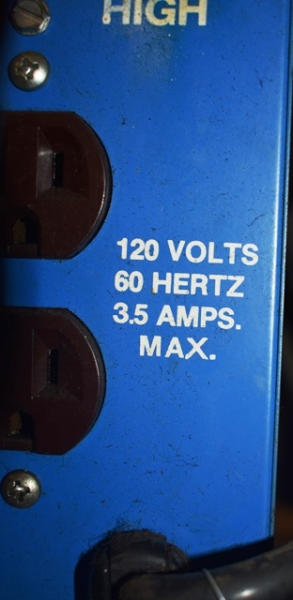 HIGH
120 VOLTS
60 HERTZ
3.5 AMPS.
MAX.